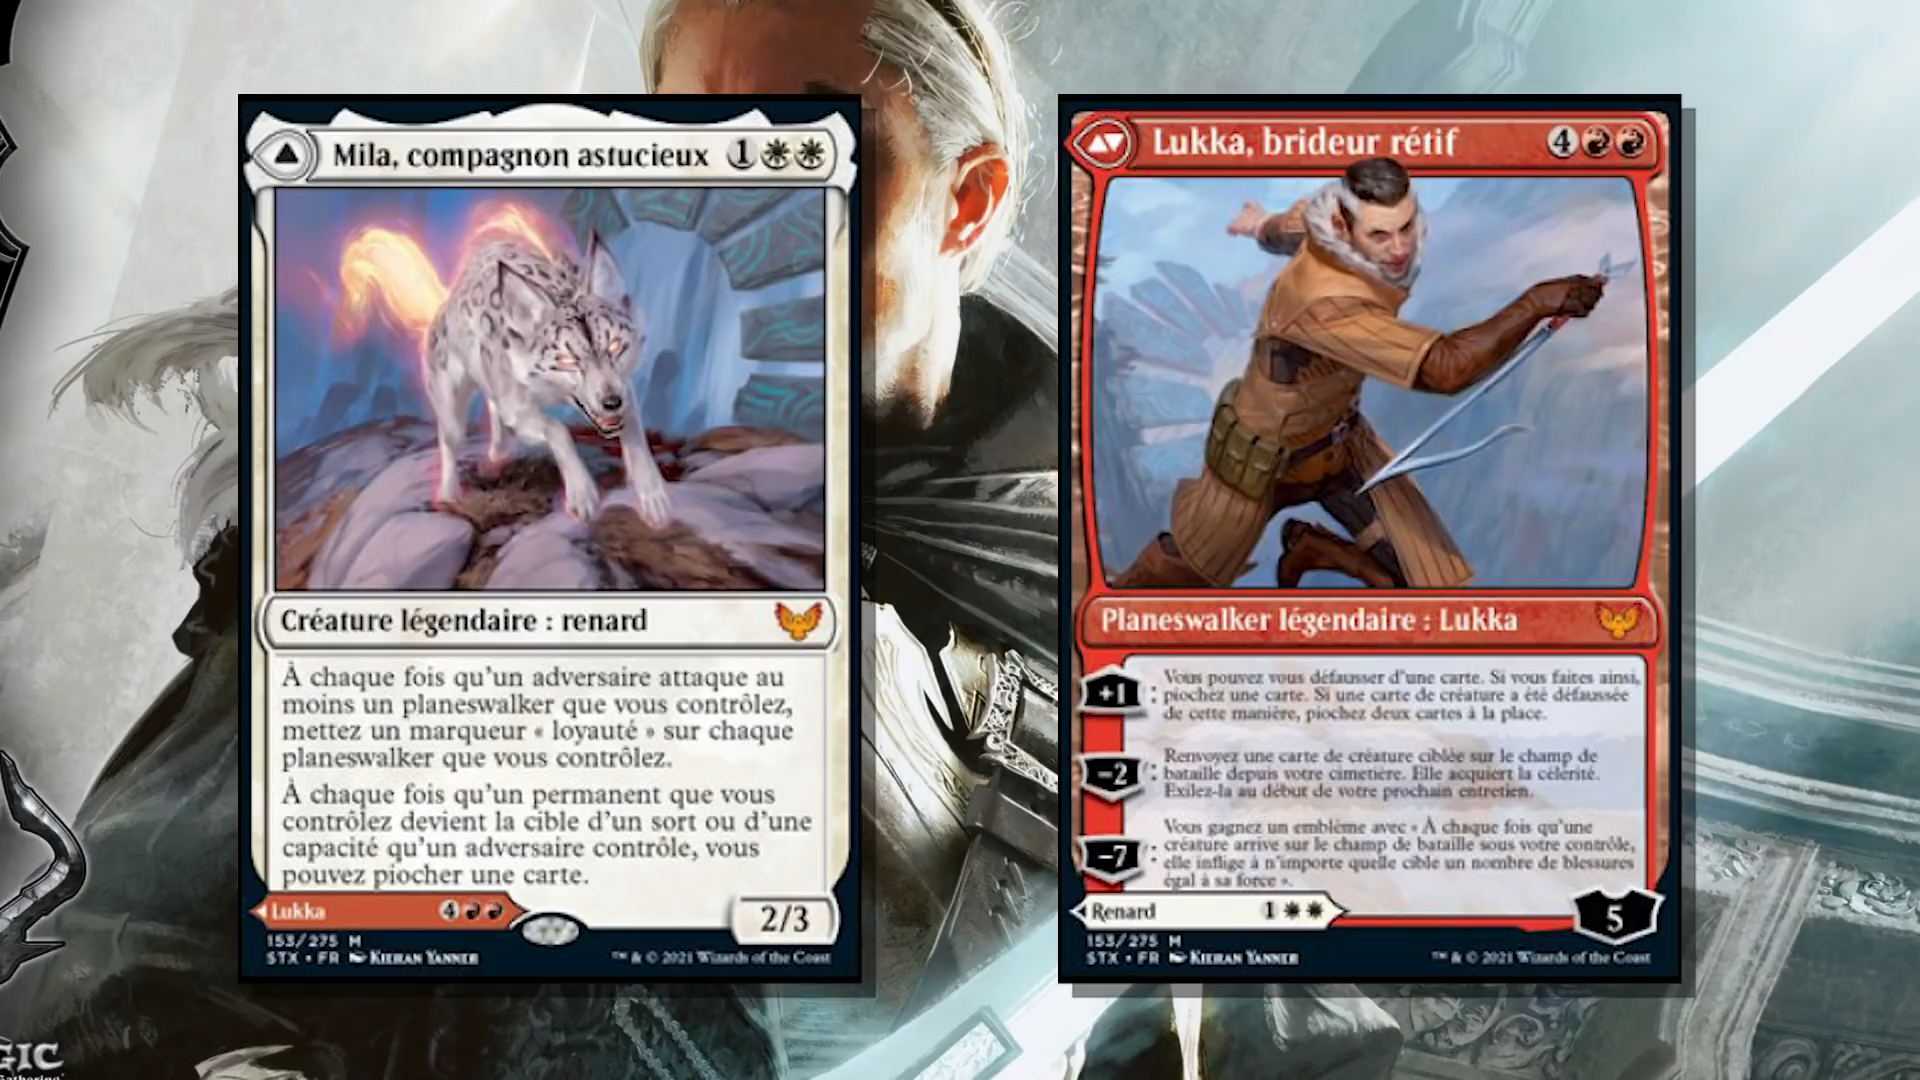 Mila, compagnon astucieux 1
Créature légendaire : renard
À chaque fois qu'un adversaire attaque au
moins un planeswalker que vous contrôlez,
mettez un marqueur « loyauté » sur chaque
planeswalker que vous contrôlez.
À chaque fois qu'un permanent que vous
contrôlez devient la cible d'un sort ou d'une
capacité qu'un adversaire contrôle, vous
pouvez piocher une carte.
Lukka 4
2/3
153/275 M
STX • FR Kieran Yanner
™ & © 2021 Wizards of the Coast
Lukka, brideur rétif 4
Planeswalker légendaire : Lukka
+1 : Vous pouvez vous défausser d'une carte. Si vous faites ainsi,
piochez une carte. Si une carte de créature a été défaussée
de cette manière, piochez deux cartes à la place.
−2 : Renvoyez une carte de créature ciblée sur le champ de
bataille depuis votre cimetière. Elle acquiert la célérité.
Exilez-la au début de votre prochain entretien.
−7 : Vous gagnez un emblème avec « À chaque fois qu'une
créature arrive sur le champ de bataille sous votre contrôle,
elle inflige à n'importe quelle cible un nombre de blessures
égal à sa force ».
Renard 1
5
153/275 M
STX • FR Kieran Yanner
™ & © 2021 Wizards of the Coast
GIC
Gathering